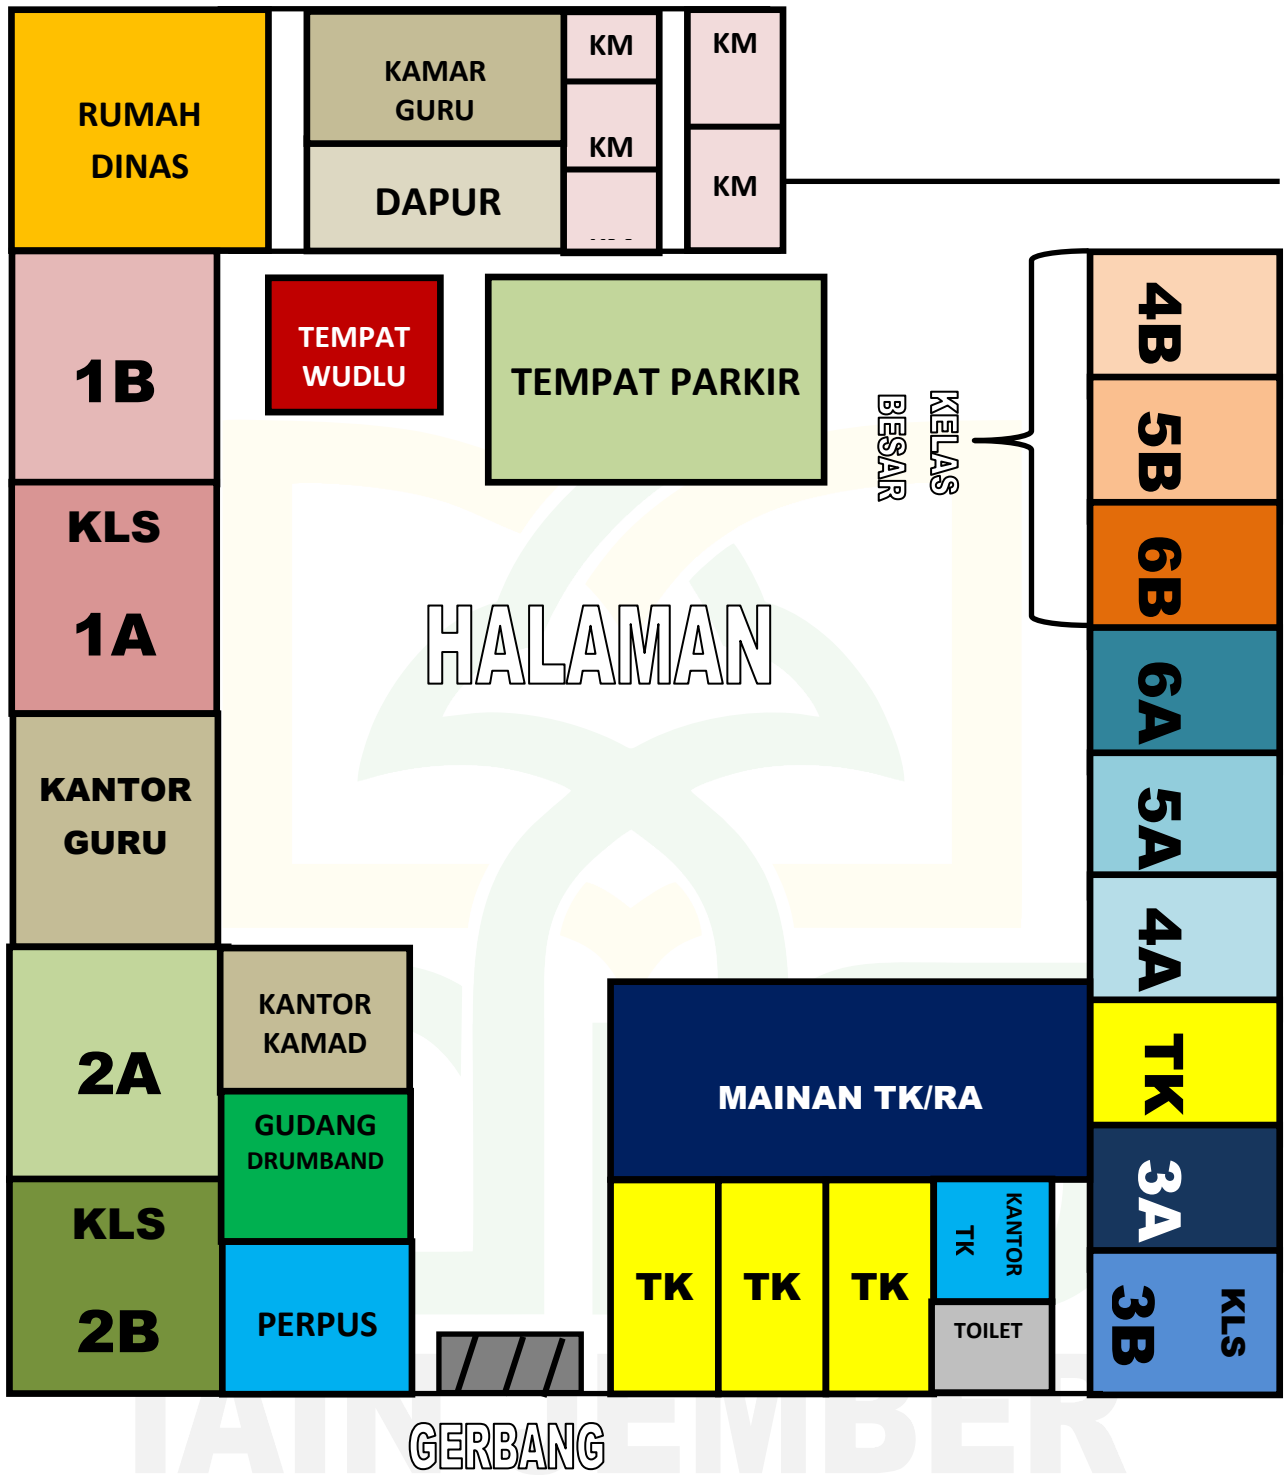 RUMAH
DINAS
KAMAR
GURU
DAPUR
KM
KM
KM
KM
1B
TEMPAT
WUDLU
TEMPAT PARKIR
KELAS
BESAR
4B
5B
6B
KLS
1A
HALAMAN
6A
5A
4A
KANTOR
GURU
2A
KANTOR
KAMAD
GUDANG
DRUMBAND
MAINAN TK/RA
TK
3A
KLS
2B
PERPUS
TK
TK
TK
KANTOR
TK
TOILET
KLS
3B
GERBANG
IAIN JEMBER